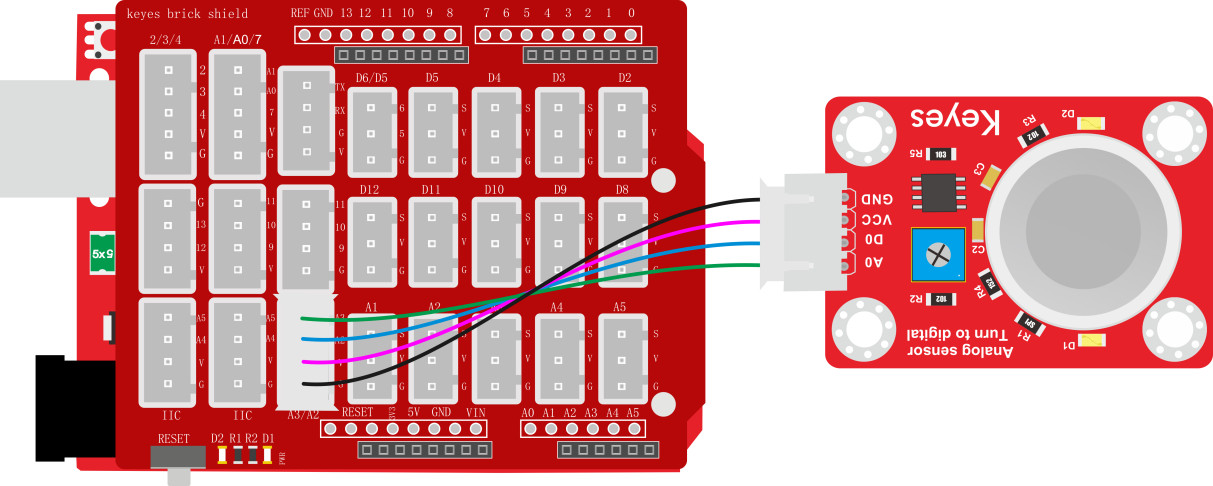 keyes brick shield
REF GND 13 12 11 10 9 8
7 6 5 4 3 2 1 0
2/3/4
A1/A0/7
2
3
4
V
G
A1
A0
7
V
G
TX
RX
G
V
D6/D5
D5
D4
D3
D2
6
5
G
S
V
G
S
V
G
S
V
G
S
V
G
G
13
12
V
11
10
9
G
11
10
9
G
D12
D11
D10
D9
D8
S
V
G
S
V
G
S
V
G
S
V
G
S
G
A5
A4
V
G
A5
A4
V
G
A3
A2
V
G
A1
A2
A4
A5
S
V
G
S
V
G
S
V
G
S
V
G
IIC
IIC
A3/A2
RESET
3V3
5V
GND
VIN
A0 A1 A2 A3 A4 A5
RESET
D2 R1 R2 D1
PWR
5x5
Keyes
R3
102
D2
R5
103
C3
GND
VCC
D0
A0
C2
R4
152
R2
102
R1
1K5
D1
Analog sensor
Turn to digital